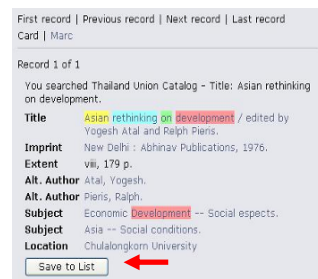 First record | Previous record | Next record | Last record
Card | Marc
Record 1 of 1
You searched Thailand Union Catalog - Title: Asian rethinking
on development.
Title Asian rethinking on development / edited by
Yogesh Atal and Ralph Pieris.
Imprint New Delhi : Abhinav Publications, 1976.
Extent viii, 179 p.
Alt. Author Atal, Yogesh.
Alt. Author Pieris, Ralph.
Subject Economic Development -- Social espects.
Subject Asia -- Social conditions.
Location Chulalongkorn University
Save to List